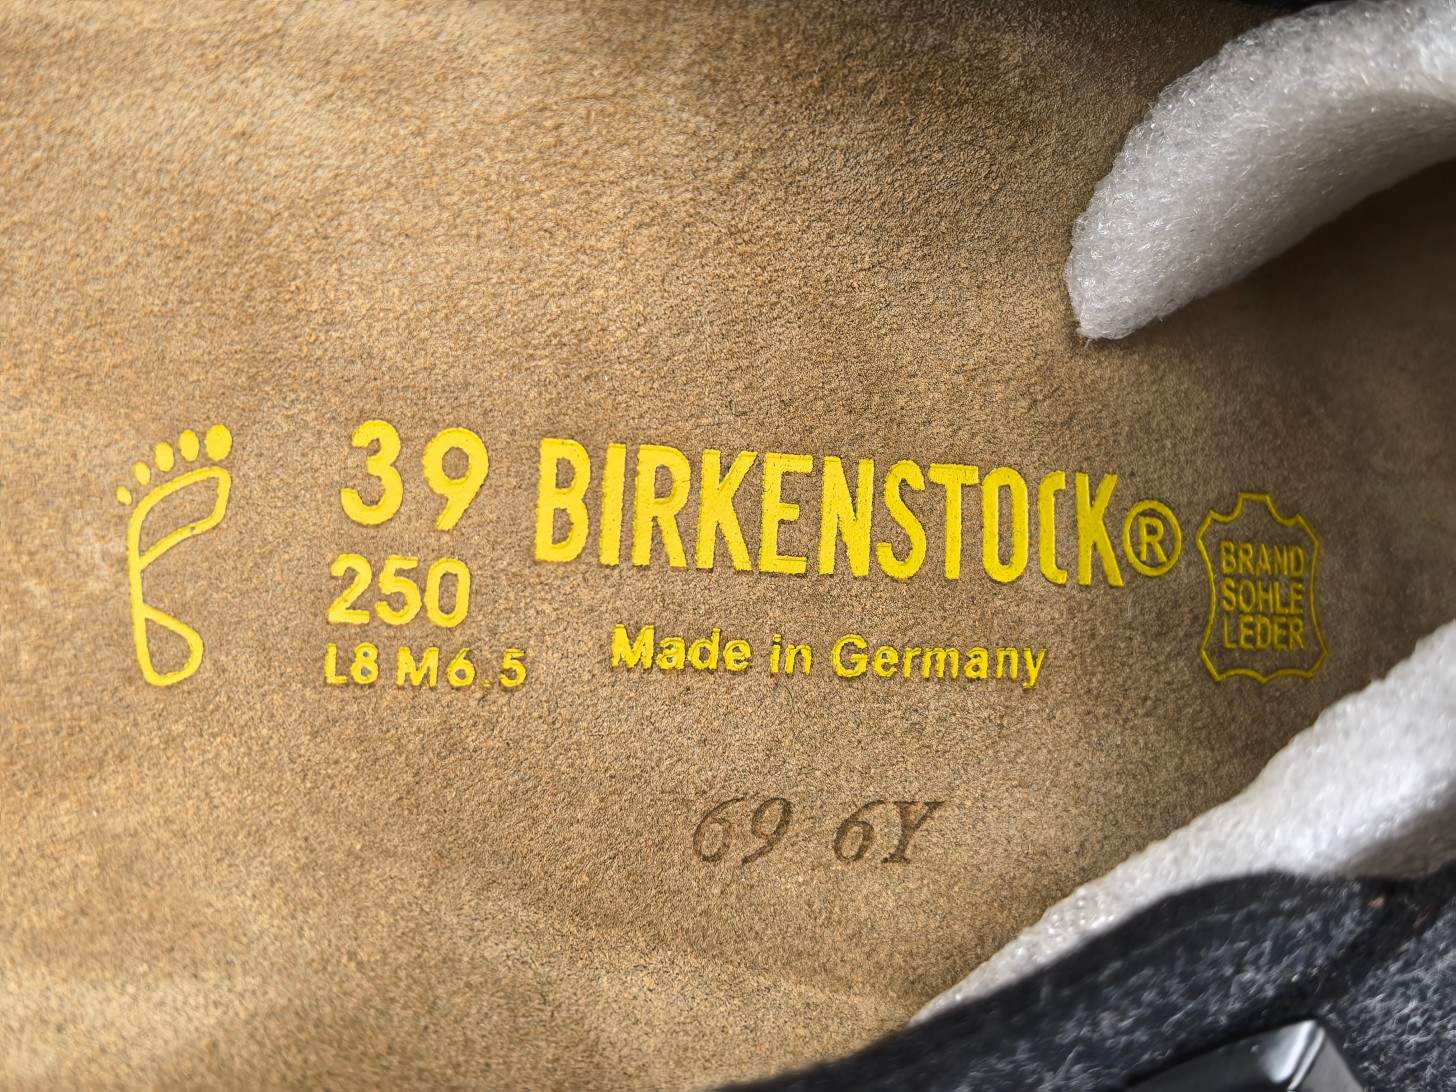 39
250
L8 M6.5
BIRKENSTOCK®
Made in Germany
BRAND
SOHLE
LEDER
69 6Y